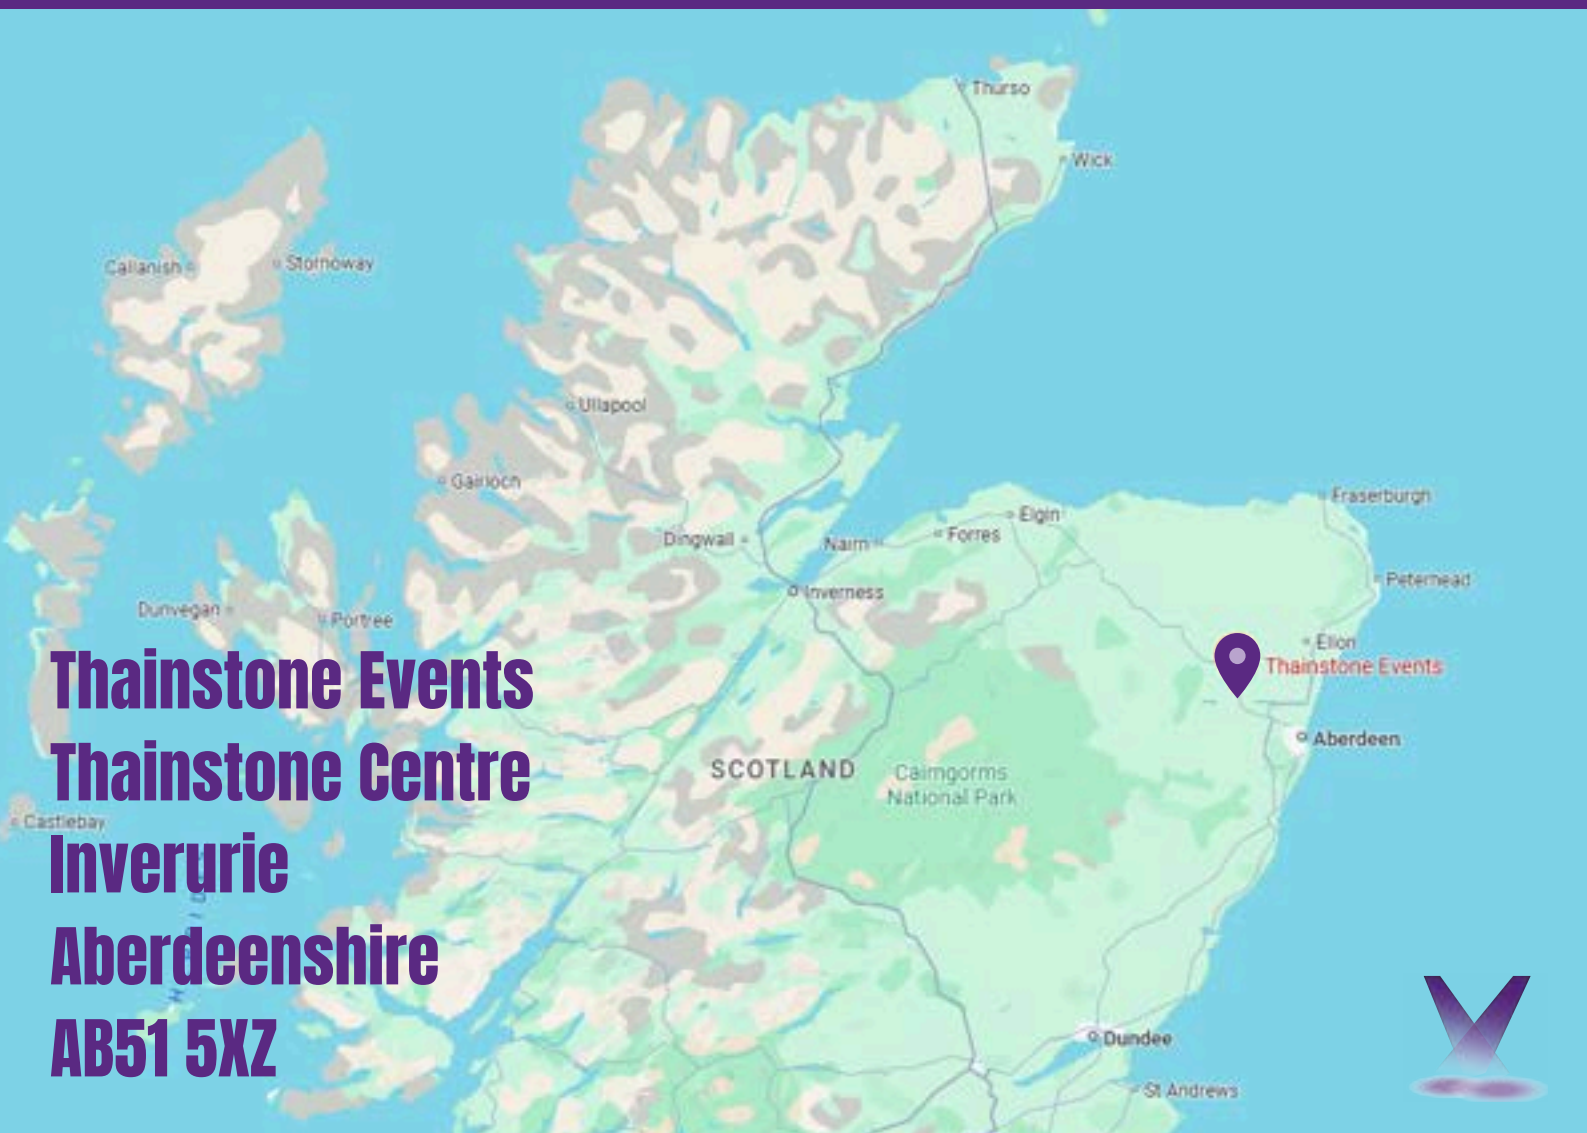 Thurso
Wick
Callanish
Stornoway
Ullapool
Gairloch
Fraserburgh
Elgin
Forres
Dingwall
Nairn
Peterhead
Inverness
Dunvegan
Portree
Ellon
Thainstone Events
Thainstone Events
Aberdeen
SCOTLAND
Cairngorms
National Park
Thainstone Centre
Castlebay
Inverurie
Aberdeenshire
AB51 5XZ
Dundee
St Andrews